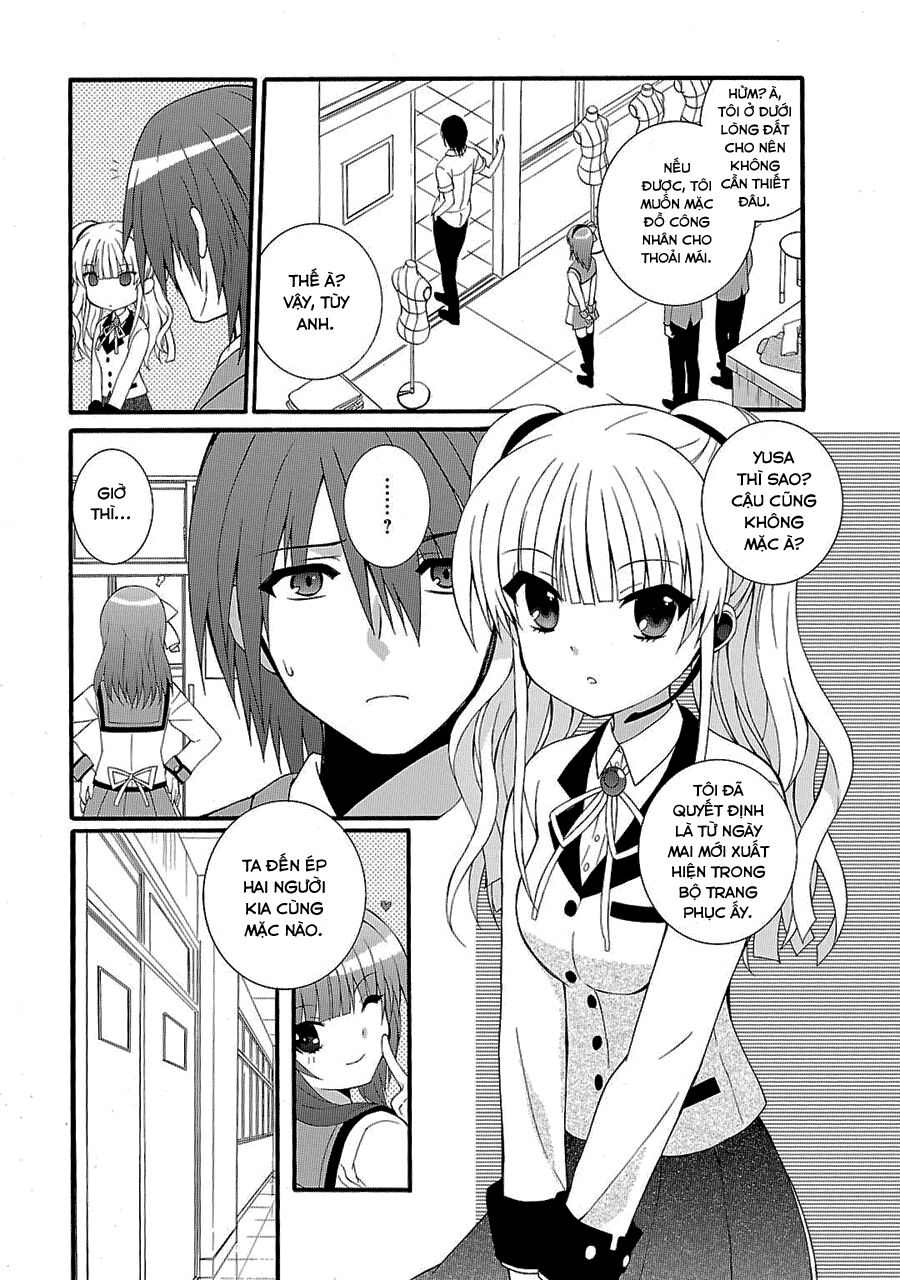 HỪM? À,
TÔI Ở DƯỚI
LÒNG ĐẤT
CHO NÊN
KHÔNG
CẦN THIẾT
ĐÂU.
NẾU
ĐƯỢC, TÔI
MUỐN MẶC
ĐỒ CÔNG
NHÂN CHO
THOẢI MÁI.
THẾ À?
VẬY, TÙY
ANH.
YUSA
THÌ SAO?
CẬU CŨNG
KHÔNG
MẶC À?
......?
GIỜ
THÌ...
TÔI ĐÃ
QUYẾT ĐỊNH
LÀ TỪ NGÀY
MAI MỚI XUẤT
HIỆN TRONG
BỘ TRANG
PHỤC ẤY.
TA ĐẾN ÉP
HAI NGƯỜI
KIA CÙNG
MẶC NÀO.